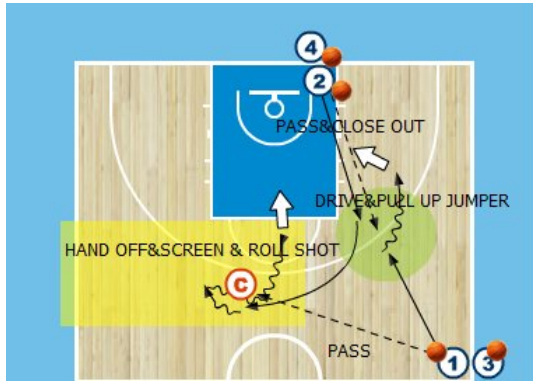 4
2
PASS&CLOSE OUT
DRIVE&PULL UP JUMPER
HAND OFF&SCREEN & ROLL SHOT
C
PASS
1
3